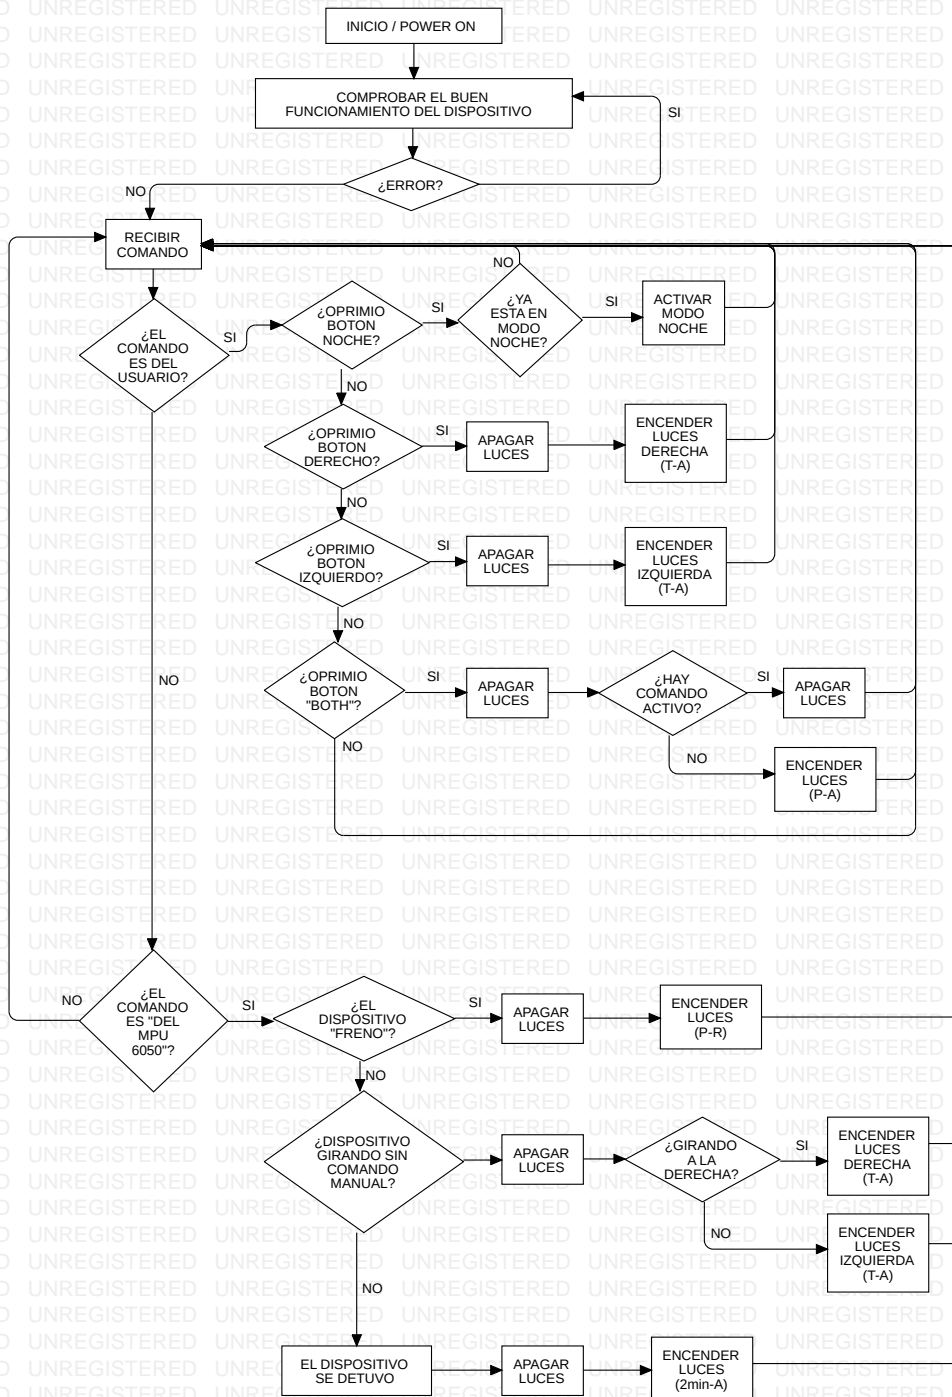 INICIO / POWER ON
COMPROBAR EL BUEN
FUNCIONAMIENTO DEL DISPOSITIVO
SI
¿ERROR?
NO
RECIBIR
COMANDO
¿EL
COMANDO
ES DEL
USUARIO?
SI
¿OPRIMIO
BOTON
NOCHE?
SI
NO
¿YA
ESTA EN
MODO
NOCHE?
SI
ACTIVAR
MODO
NOCHE
NO
¿OPRIMIO
BOTON
DERECHO?
SI
APAGAR
LUCES
ENCENDER
LUCES
DERECHA
(T-A)
NO
¿OPRIMIO
BOTON
IZQUIERDO?
SI
APAGAR
LUCES
ENCENDER
LUCES
IZQUIERDA
(T-A)
NO
¿OPRIMIO
BOTON
"BOTH"?
SI
APAGAR
LUCES
¿HAY
COMANDO
ACTIVO?
SI
APAGAR
LUCES
NO
ENCENDER
LUCES
(P-A)
NO
NO
NO
¿EL
COMANDO
ES "DEL
MPU
6050"?
SI
¿EL
DISPOSITIVO
"FRENO"?
SI
APAGAR
LUCES
ENCENDER
LUCES
(P-R)
NO
¿DISPOSITIVO
GIRANDO SIN
COMANDO
MANUAL?
APAGAR
LUCES
¿GIRANDO
A LA
DERECHA?
SI
ENCENDER
LUCES
DERECHA
(T-A)
NO
ENCENDER
LUCES
IZQUIERDA
(T-A)
NO
EL DISPOSITIVO
SE DETUVO
APAGAR
LUCES
ENCENDER
LUCES
(2min-A)
UNREGISTERED